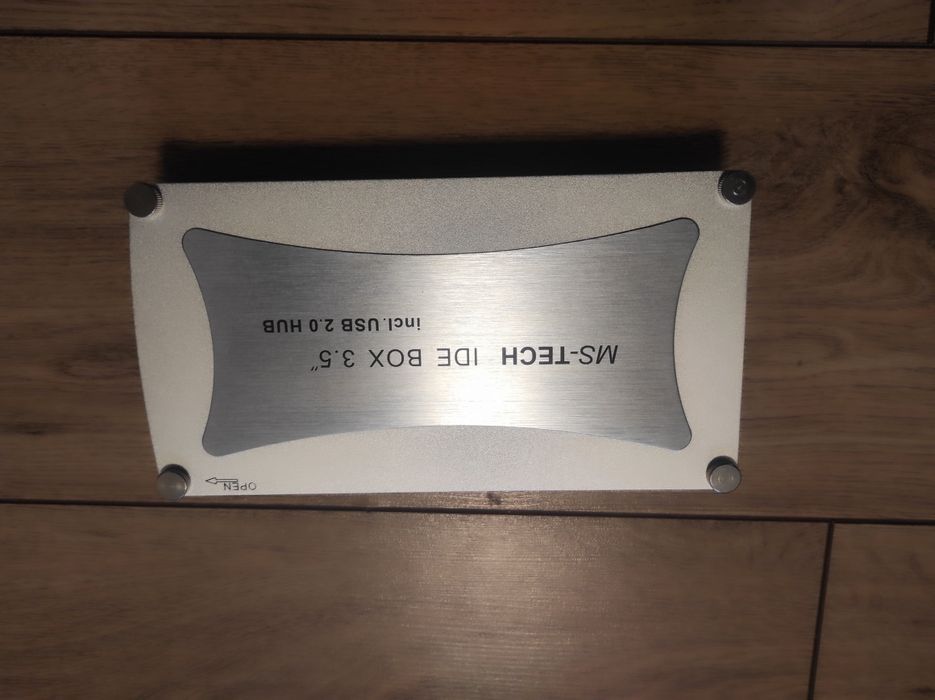 OPEN
MS-TECH IDE BOX 3.5"
incl. USB 2.0 HUB